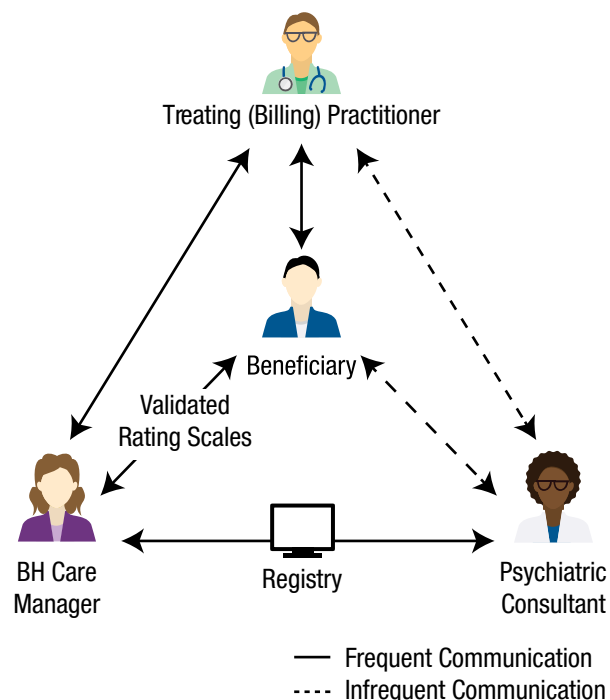 Treating (Billing) Practitioner
Beneficiary
Validated
Rating Scales
BH Care
Manager
Registry
Psychiatric
Consultant
Frequent Communication
Infrequent Communication